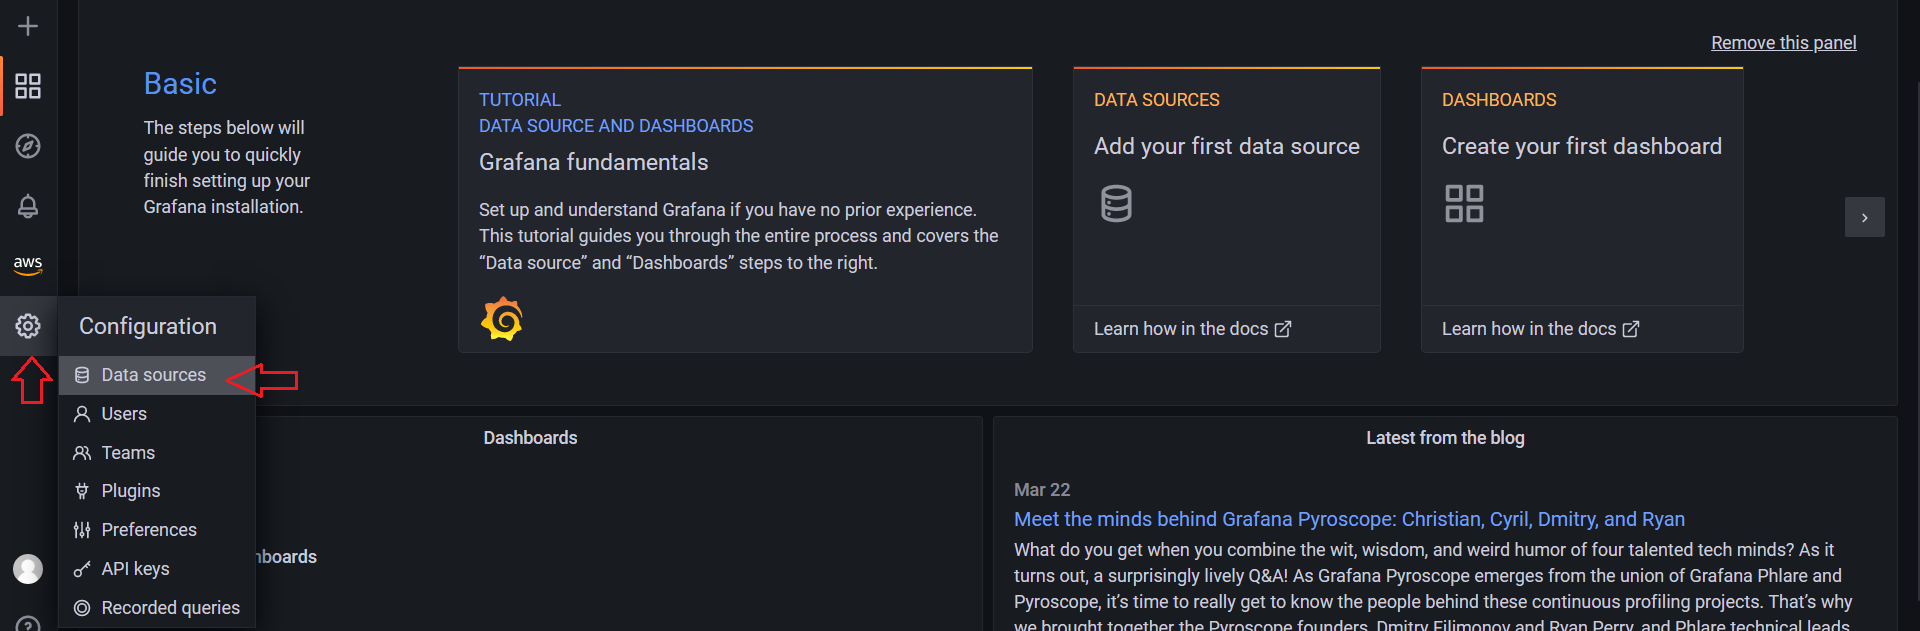 Remove this panel
Basic
The steps below will
guide you to quickly
finish setting up your
Grafana installation.
TUTORIAL
DATA SOURCE AND DASHBOARDS
Grafana fundamentals
Set up and understand Grafana if you have no prior experience.
This tutorial guides you through the entire process and covers the
“Data source” and “Dashboards” steps to the right.
DATA SOURCES
Add your first data source
Learn how in the docs
DASHBOARDS
Create your first dashboard
Learn how in the docs
aws
Configuration
Data sources
Users
Teams
Plugins
Preferences
API keys
Recorded queries
Dashboards
hboards
Latest from the blog
Mar 22
Meet the minds behind Grafana Pyroscope: Christian, Cyril, Dmitry, and Ryan
What do you get when you combine the wit, wisdom, and weird humor of four talented tech minds? As it
turns out, a surprisingly lively Q&A! As Grafana Pyroscope emerges from the union of Grafana Phlare and
Pyroscope, it’s time to really get to know the people behind these continuous profiling projects. That’s why
we brought together the Pyroscope founders, Dmitry Filimonov and Ryan Perry, and Phlare technical leads,